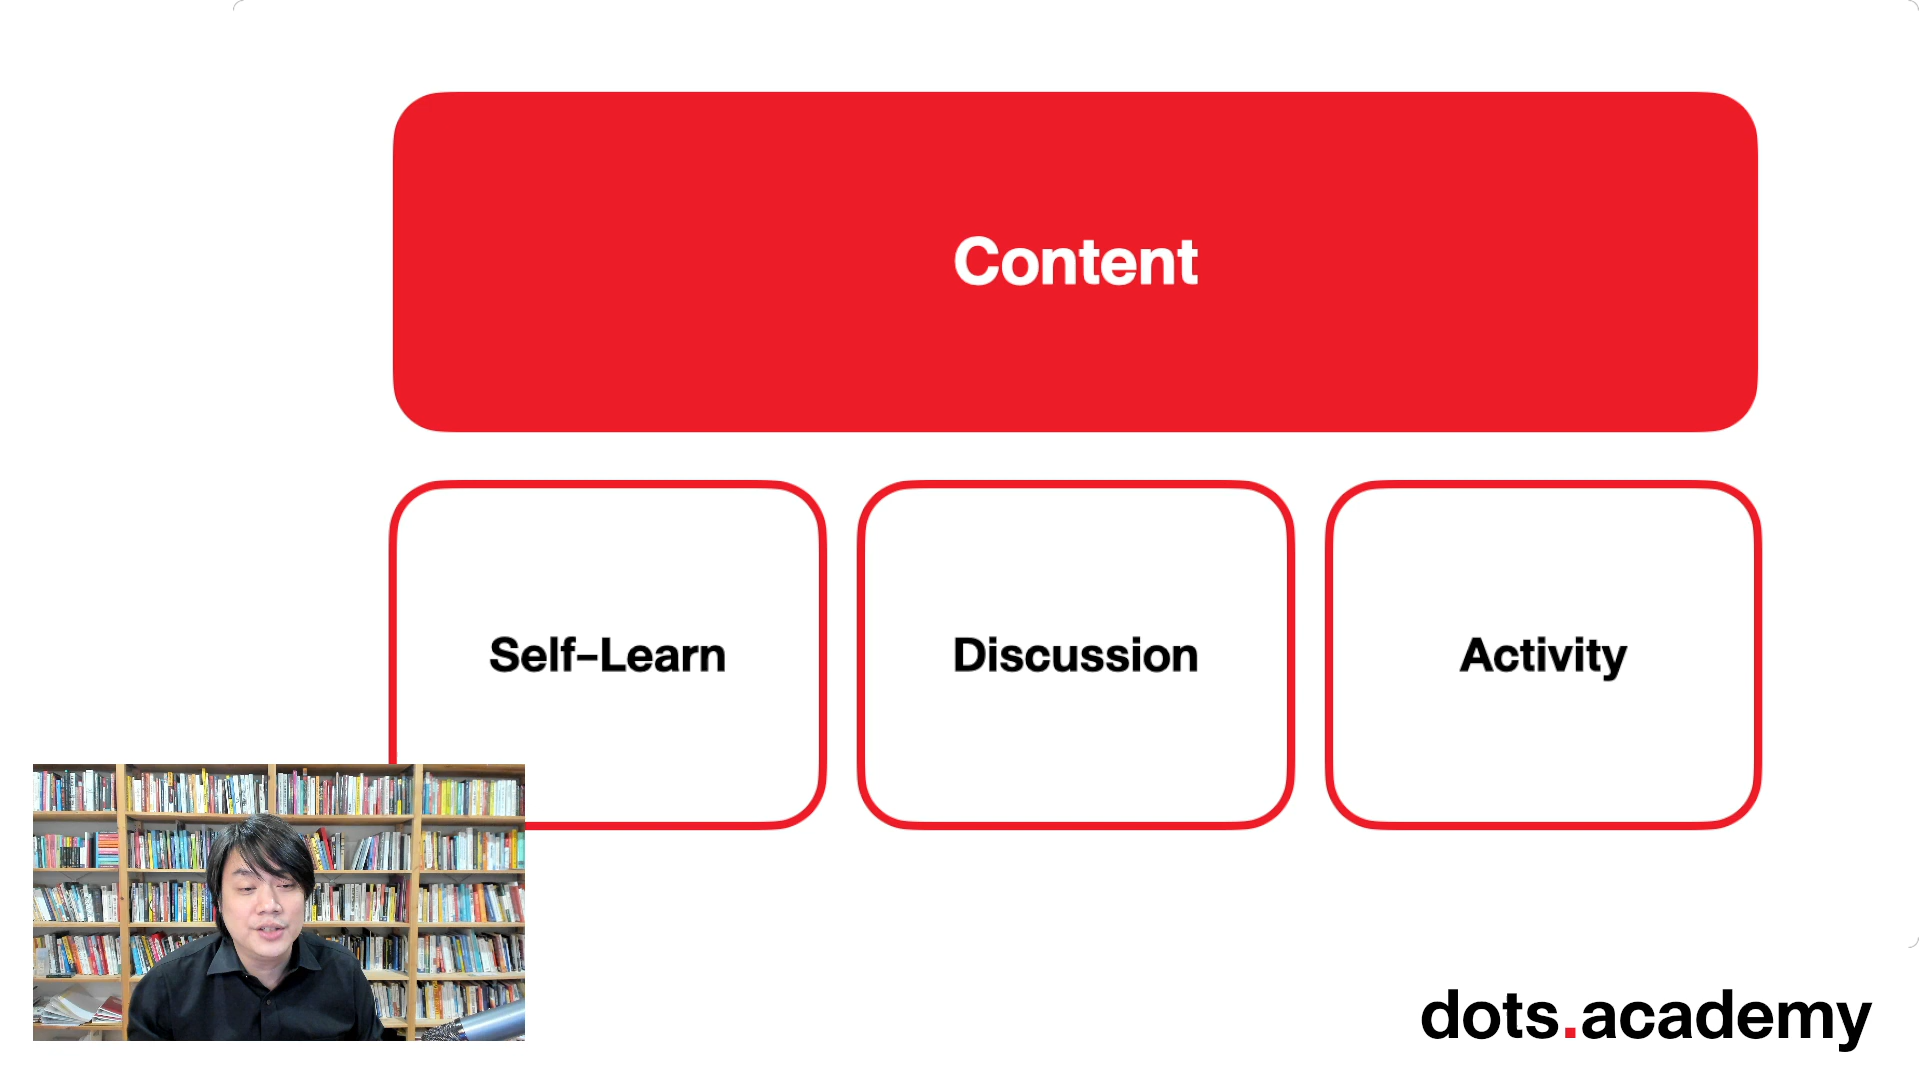 Content
Self-Learn
Discussion
Activity
dots.academy